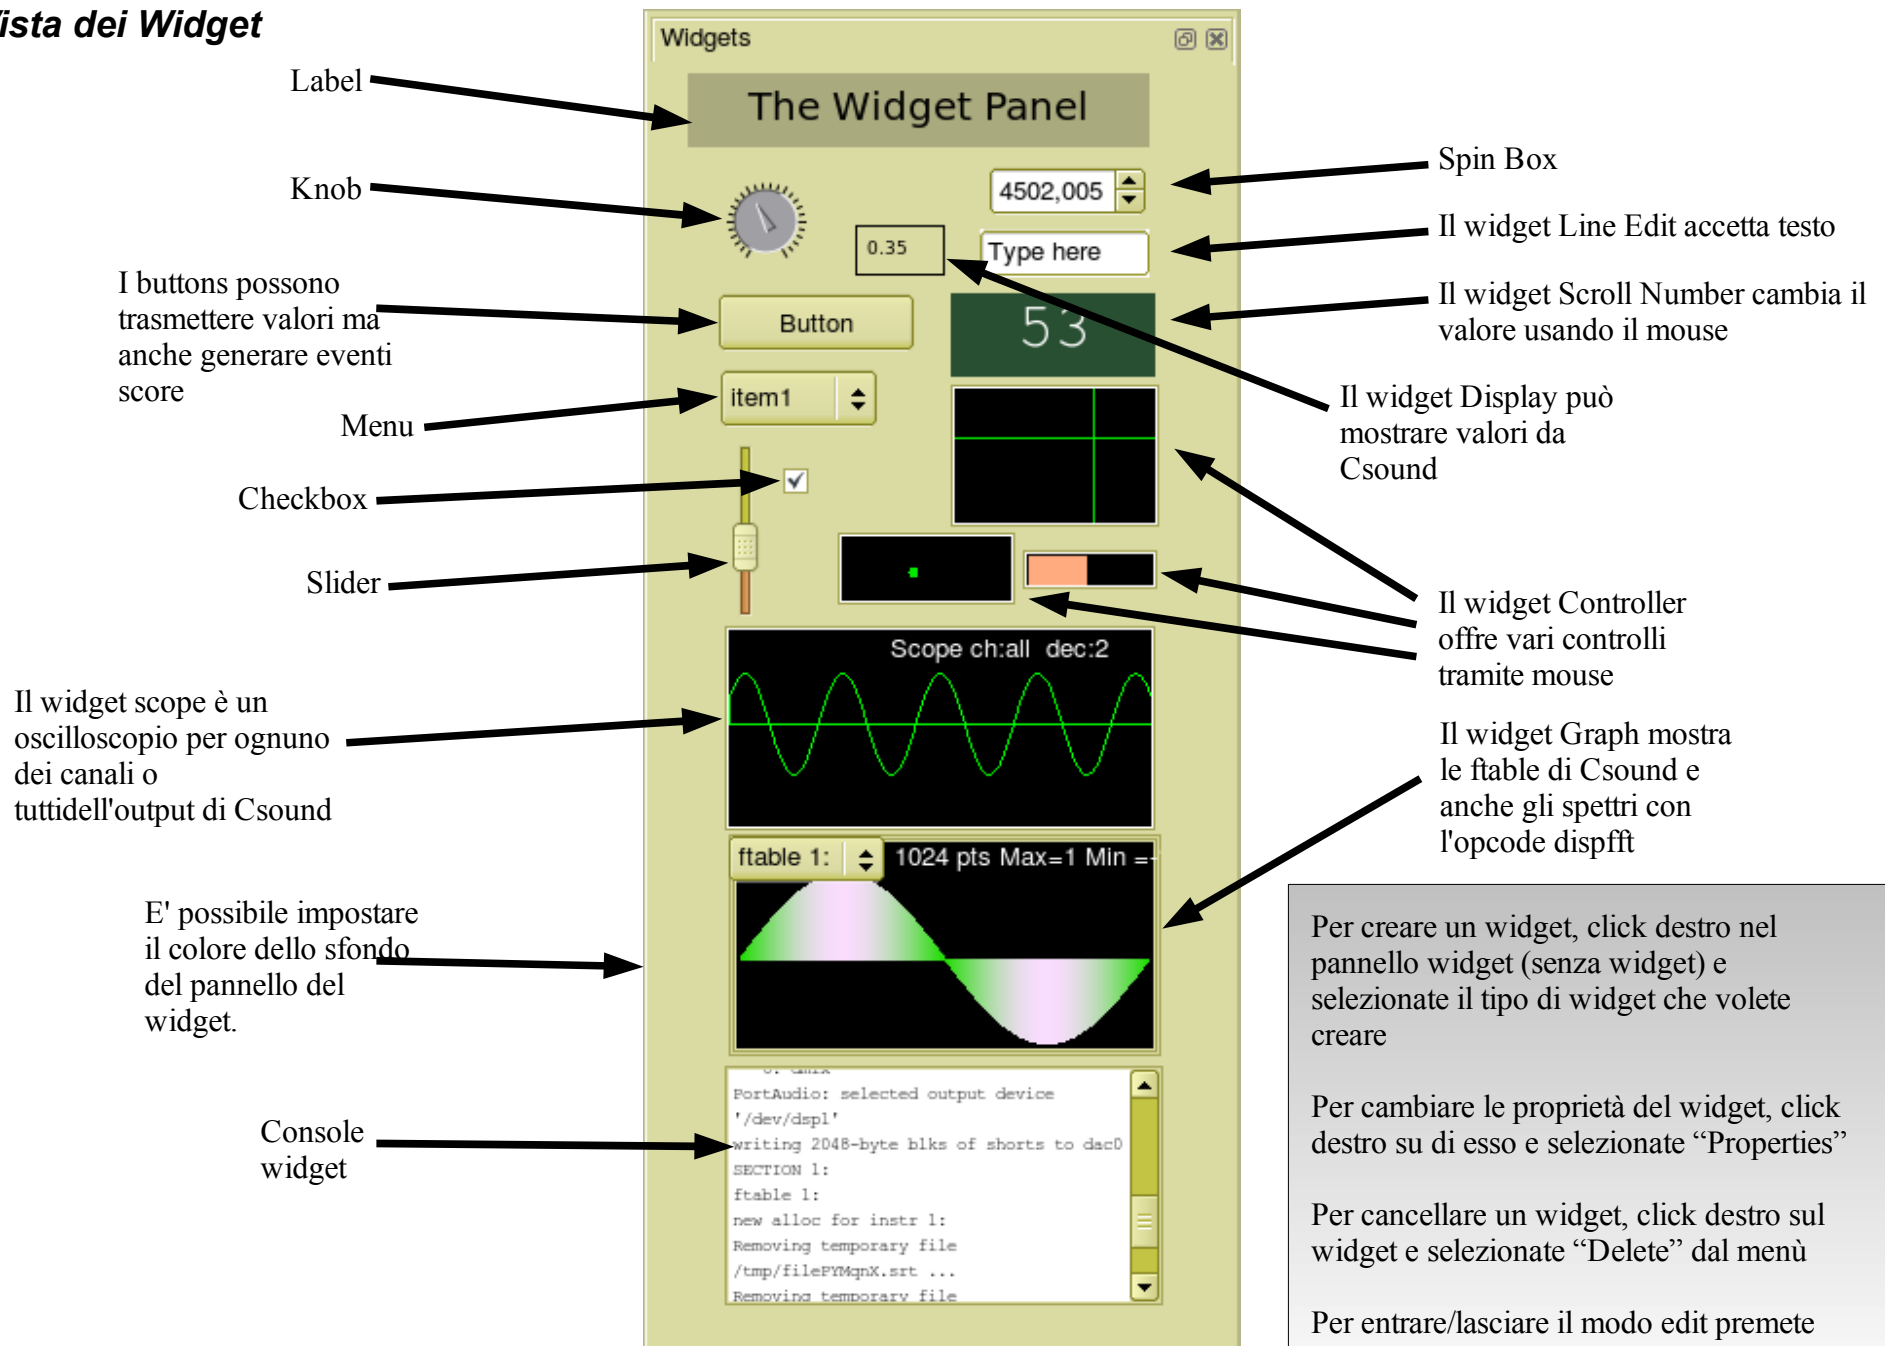 ista dei Widget
Widgets
Label
The Widget Panel
Knob
4502,005
Spin Box
0.35
Type here
Il widget Line Edit accetta testo
I buttons possono
trasmettere valori ma
anche generare eventi
score
Button
53
Il widget Scroll Number cambia il
valore usando il mouse
item1
Menu
Il widget Display può
mostrare valori da
Csound
Checkbox
Slider
Il widget Controller
offre vari controlli
tramite mouse
Scope ch:all dec:2
Il widget scope è un
oscilloscopio per ognuno
dei canali o
tuttidell'output di Csound
Il widget Graph mostra
le ftable di Csound e
anche gli spettri con
l'opcode dispfft
ftable 1:
1024 pts Max=1 Min =-
E' possibile impostare
il colore dello sfondo
del pannello del
widget.
Console
widget
PortAudio: selected output device
'/dev/dsp1'
writing 2048-byte blks of shorts to dac0
SECTION 1:
ftable 1:
new alloc for instr 1:
Removing temporary file
/tmp/filePYMqnX.srt ...
Removing temporary file
Per creare un widget, click destro nel
pannello widget (senza widget) e
selezionate il tipo di widget che volete
creare
Per cambiare le proprietà del widget, click
destro su di esso e selezionate “Properties”
Per cancellare un widget, click destro sul
widget e selezionate “Delete” dal menù
Per entrare/lasciare il modo edit premete